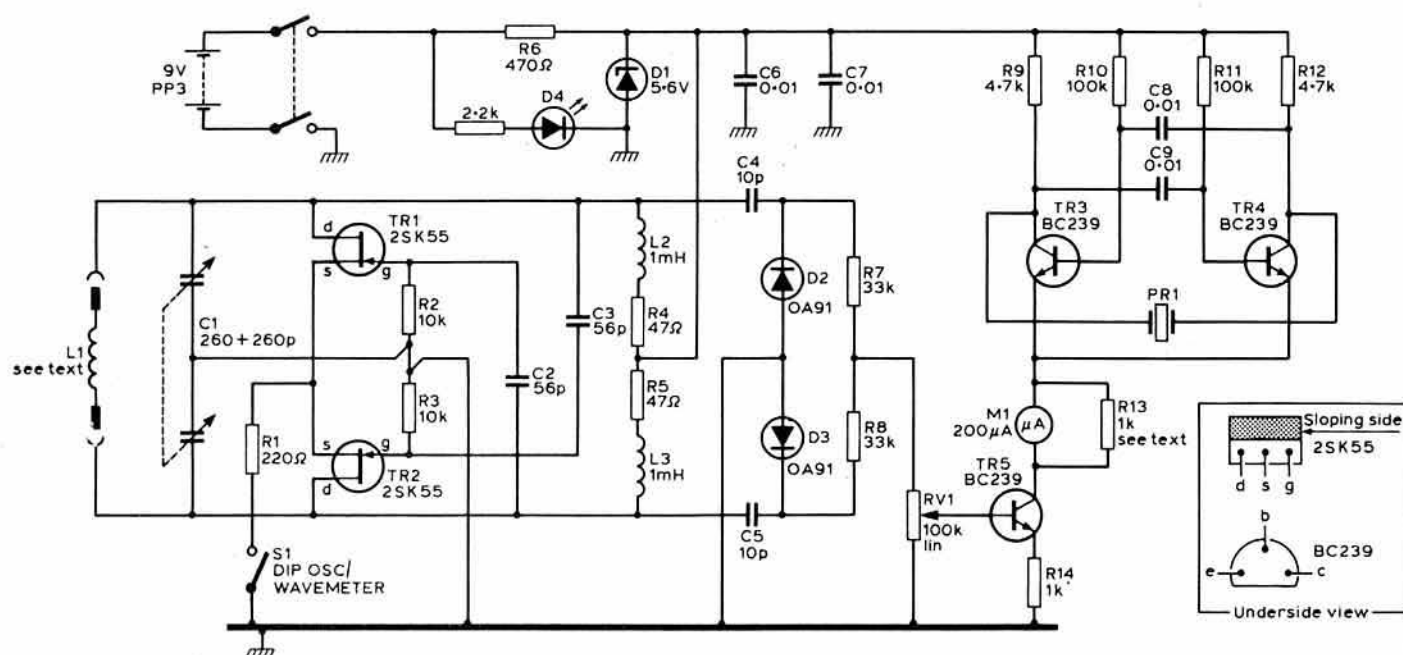 9V
PP3
R6
470Ω
2·2k
D4
D1
5·6V
C6
0·01
C7
0·01
R9
4·7k
R10
100k
C8
0·01
C9
0·01
R11
100k
R12
4·7k
L1
see text
C1
260+260p
R1
220Ω
S1
DIP OSC/
WAVEMETER
d
TR1
2SK55
s
g
R2
10k
R3
10k
s
g
TR2
2SK55
d
C3
56p
C2
56p
L2
1mH
R4
47Ω
R5
47Ω
L3
1mH
C4
10p
C5
10p
D2
OA91
D3
OA91
R7
33k
R8
33k
RV1
100k
lin
TR3
BC239
TR4
BC239
PR1
M1
200μA
μA
R13
1k
see text
TR5
BC239
R14
1k
Sloping side
2SK55
d s g
b
BC239
e
c
Underside view